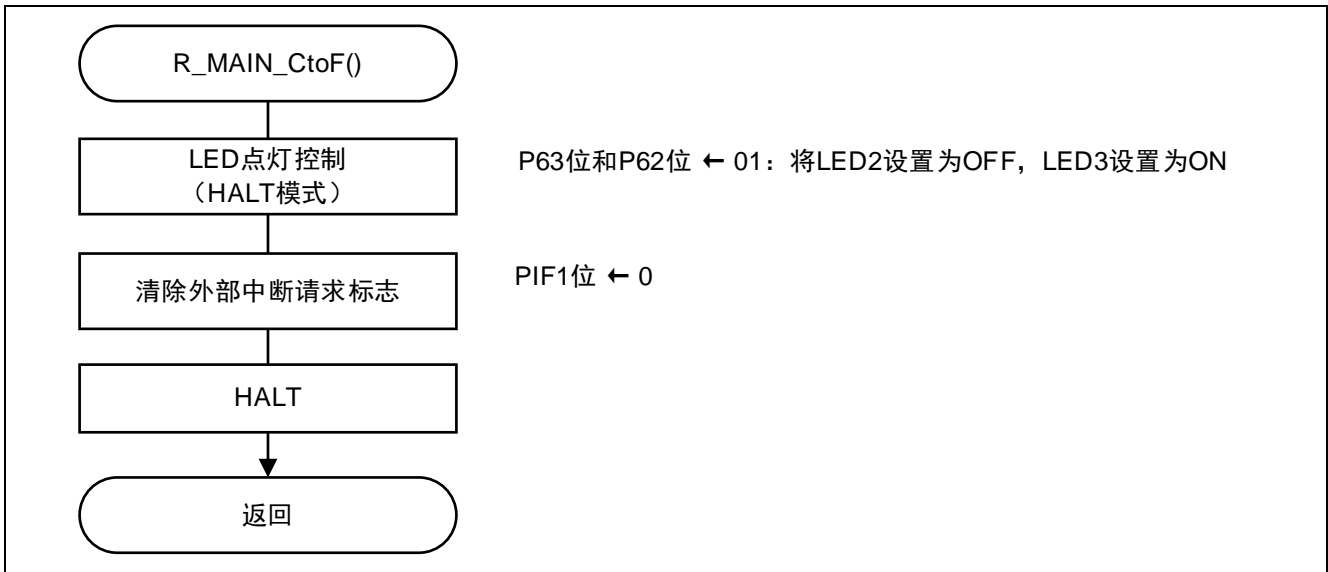 R_MAIN_CtoF()
LED点灯控制
（HALT模式）
P63位和P62位 ← 01：将LED2设置为OFF，LED3设置为ON
清除外部中断请求标志
PIF1位 ← 0
HALT
返回